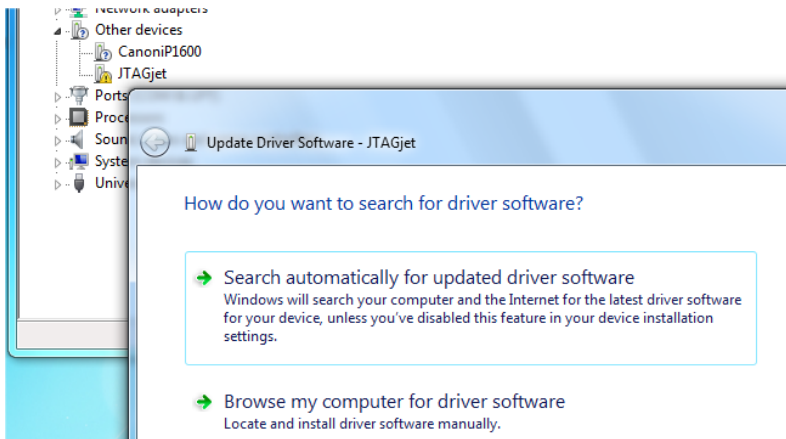 Network adapters
Other devices
CanoniP1600
JTAGjet
Ports
Update Driver Software - JTAGjet
How do you want to search for driver software?
Search automatically for updated driver software
Windows will search your computer and the Internet for the latest driver software
for your device, unless you've disabled this feature in your device installation
settings.
Browse my computer for driver software
Locate and install driver software manually.